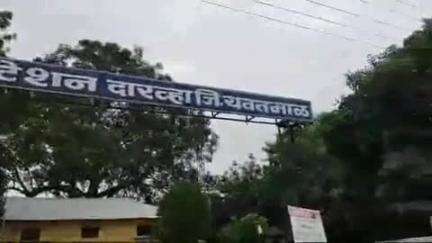 टेशन दारव्हा जि.यवतमाळ